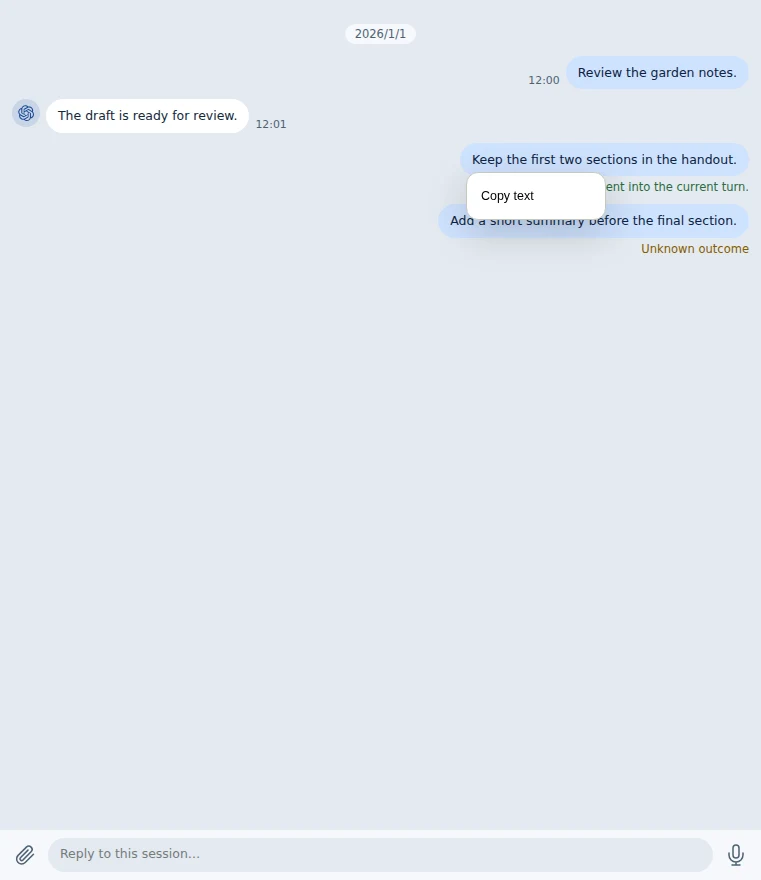 2026/1/1
12:00 Review the garden notes.
The draft is ready for review. 12:01
Keep the first two sections in the handout.
into the current turn.
Copy text
Add a short summary before the final section.
Unknown outcome
Reply to this session...